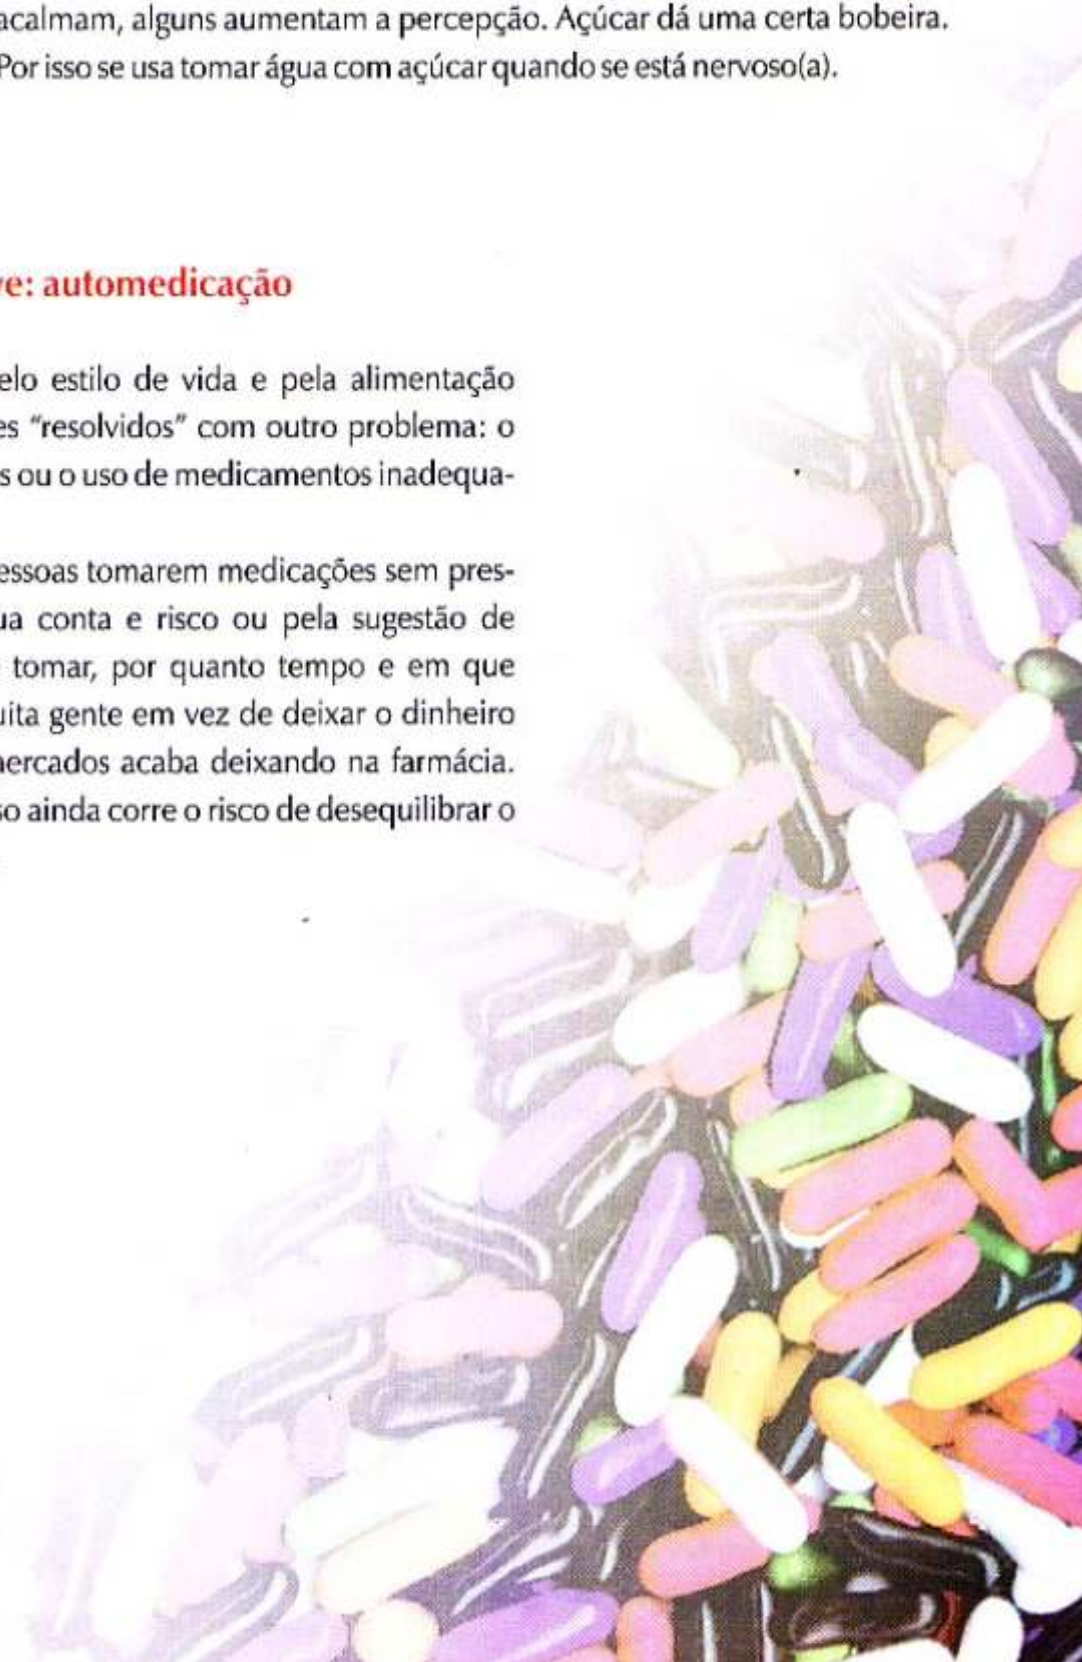 acalmam, alguns aumentam a percepção. Açúcar dá uma certa bobeira.
Por isso se usa tomar água com açúcar quando se está nervoso(a).
ve: automedicação
elo estilo de vida e pela alimentação
es “resolvidos” com outro problema: o
s ou o uso de medicamentos inadequa-
essoas tomarem medicações sem pres-
ua conta e risco ou pela sugestão de
tomar, por quanto tempo e em que
uita gente em vez de deixar o dinheiro
ercados acaba deixando na farmácia.
so ainda corre o risco de desequilibrar o